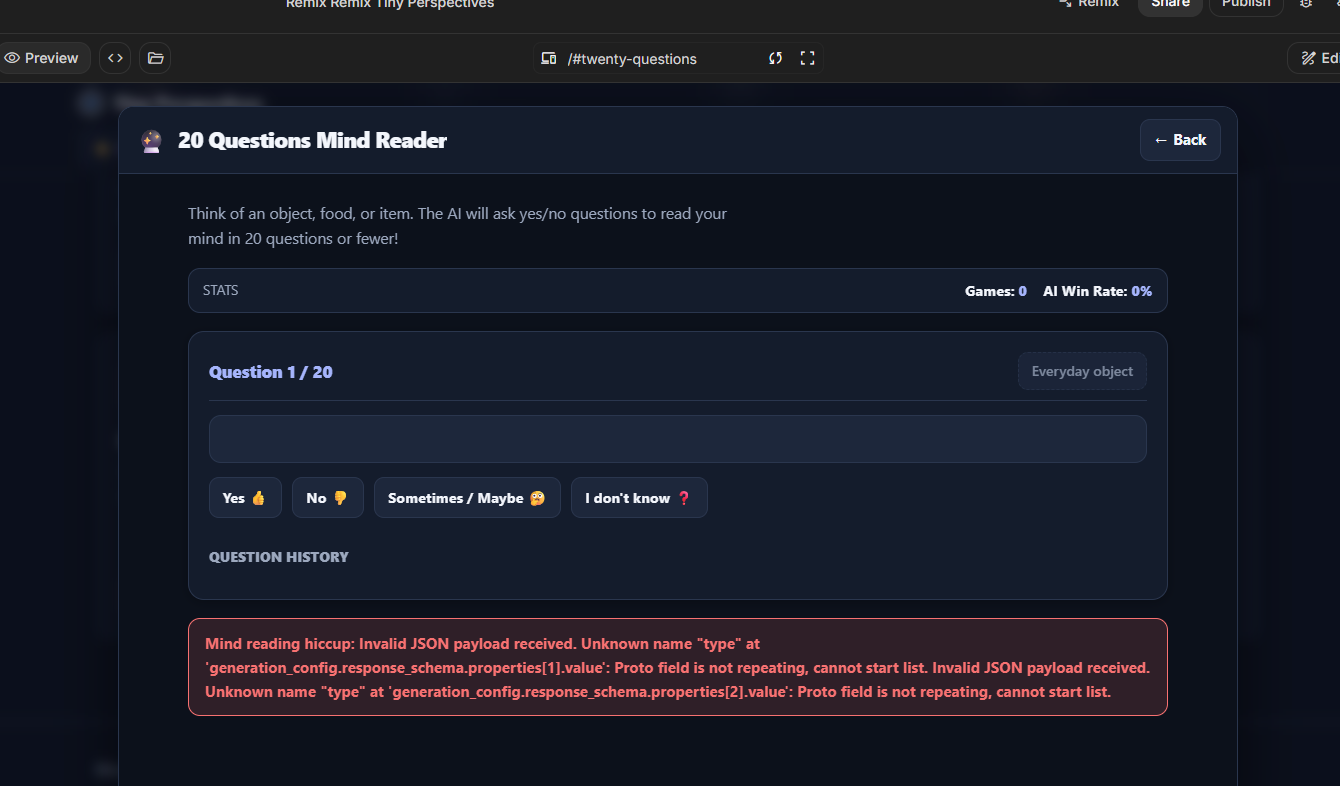 Remix Remix Tiny Perspectives
Remix
Share
Publish
Preview
/#twenty-questions
20 Questions Mind Reader
← Back
Think of an object, food, or item. The AI will ask yes/no questions to read your
mind in 20 questions or fewer!
STATS
Games: 0 AI Win Rate: 0%
Question 1 / 20
Everyday object
Yes 👍
No 👎
Sometimes / Maybe 🤔
I don't know ❓
QUESTION HISTORY
Mind reading hiccup: Invalid JSON payload received. Unknown name "type" at
'generation_config.response_schema.properties[1].value': Proto field is not repeating, cannot start list. Invalid JSON payload received.
Unknown name "type" at 'generation_config.response_schema.properties[2].value': Proto field is not repeating, cannot start list.